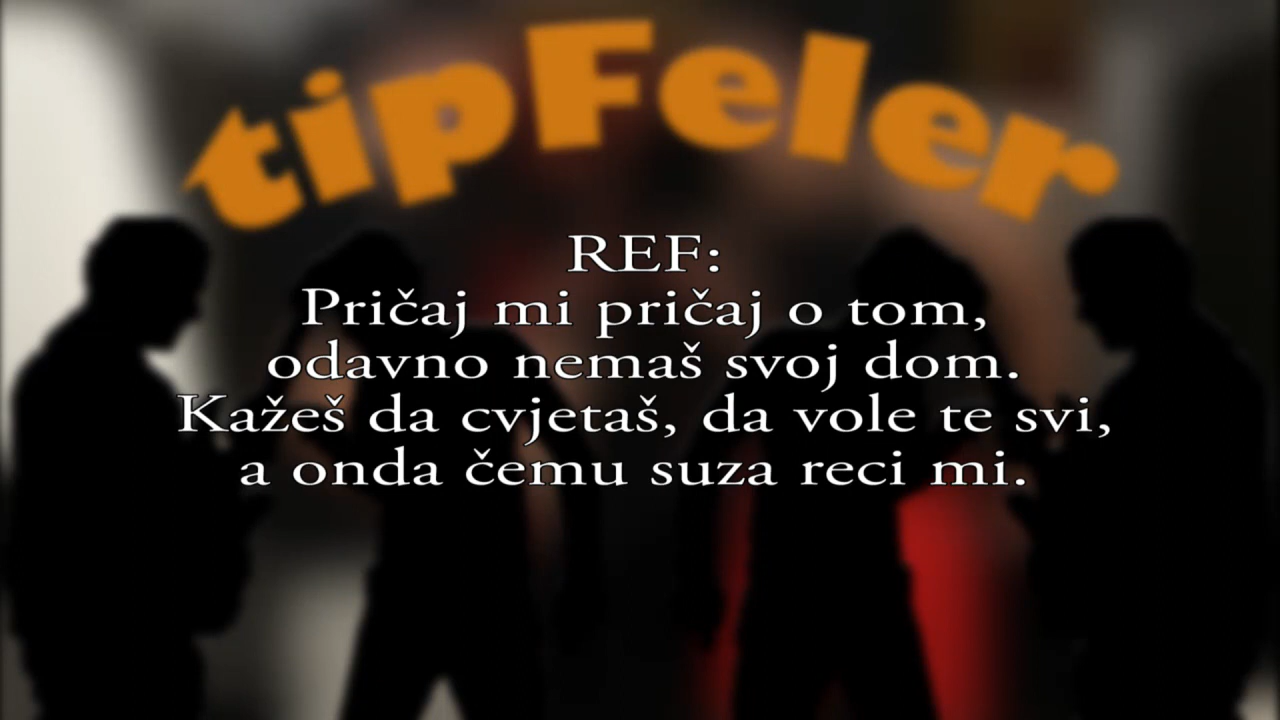 tipFeler
REF:
Pričaj mi pričaj o tom,
odavno nemaš svoj dom.
Kažeš da cvjetaš, da vole te svi,
a onda čemu suza reci mi.